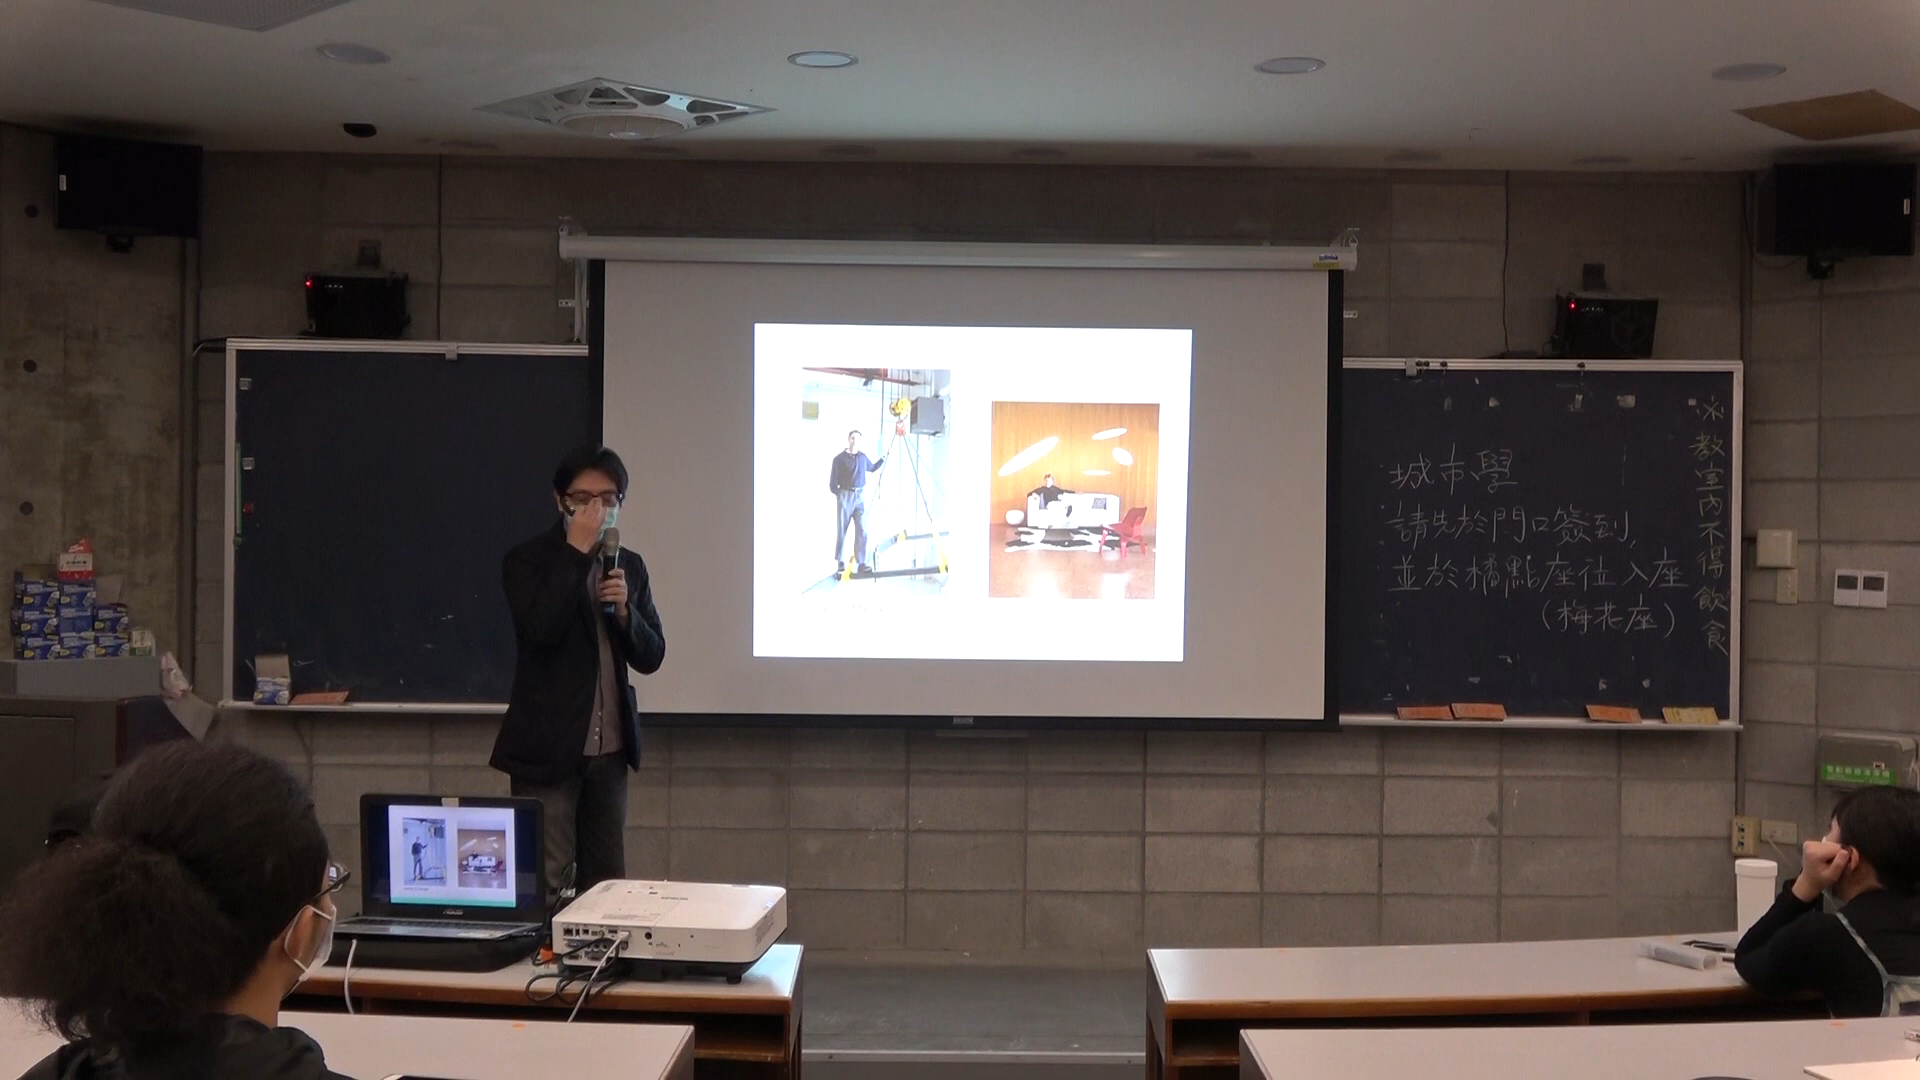 城市學
請先於門口簽到,
並於橘點座位入座
(梅花座)
※教室內不得飲食
ASUS